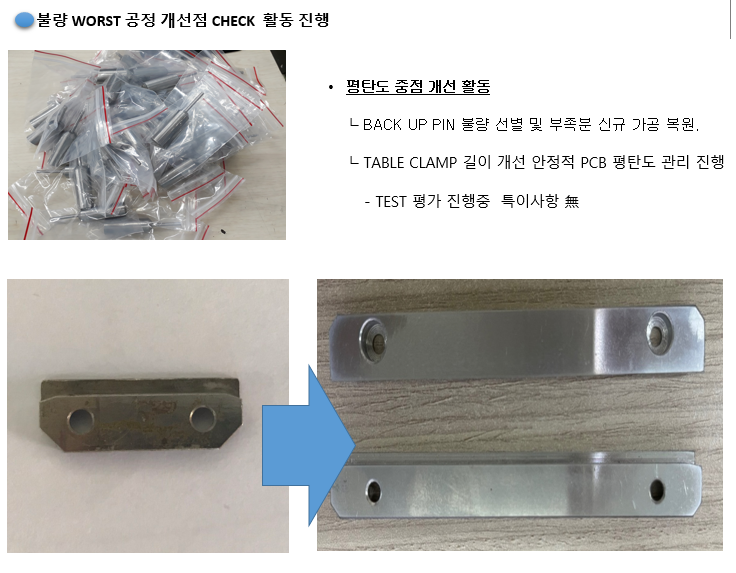 불량 WORST 공정 개선점 CHECK 활동 진행
• 평탄도 중점 개선 활동
└ BACK UP PIN 불량 선별 및 부족분 신규 가공 복원.
└ TABLE CLAMP 길이 개선 안정적 PCB 평탄도 관리 진행
- TEST 평가 진행중 특이사항 無